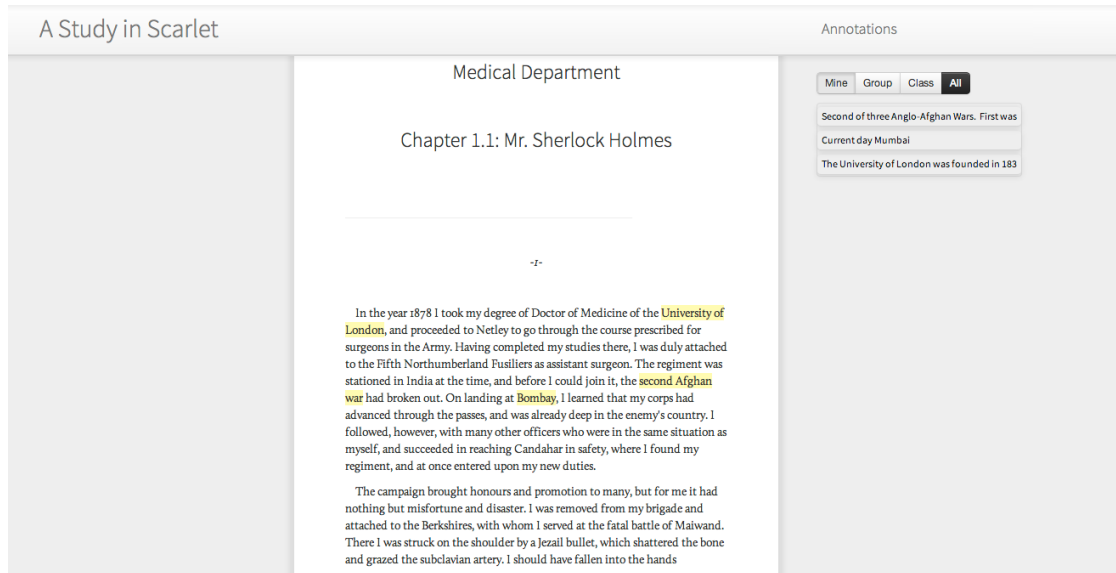 A Study in Scarlet
Annotations
Medical Department
Chapter 1.1: Mr. Sherlock Holmes
-I-
In the year 1878 I took my degree of Doctor of Medicine of the University of
London, and proceeded to Netley to go through the course prescribed for
surgeons in the Army. Having completed my studies there, I was duly attached
to the Fifth Northumberland Fusiliers as assistant surgeon. The regiment was
stationed in India at the time, and before I could join it, the second Afghan
war had broken out. On landing at Bombay, I learned that my corps had
advanced through the passes, and was already deep in the enemy's country. I
followed, however, with many other officers who were in the same situation as
myself, and succeeded in reaching Candahar in safety, where I found my
regiment, and at once entered upon my new duties.
The campaign brought honours and promotion to many, but for me it had
nothing but misfortune and disaster. I was removed from my brigade and
attached to the Berkshires, with whom I served at the fatal battle of Maiwand.
There I was struck on the shoulder by a Jezail bullet, which shattered the bone
and grazed the subclavian artery. I should have fallen into the hands
Mine Group Class All
Second of three Anglo-Afghan Wars. First was
Current day Mumbai
The University of London was founded in 183